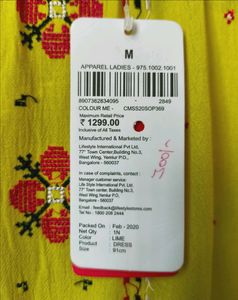 M
APPAREL LADIES - 975.1002.1001
8907362834095 - 2849
COLOUR ME - CMSS20SOP369
Maximum Retail Price
₹ 1299.00
Inclusive of All Taxes
Manufactured & Marketed by :
Lifestyle International Pvt Ltd,
77 Town Center,Building No.3,
West Wing, Yemlur P.O.,
Bangalore - 560037
In case of complaints, contact :
Manager customer service:
Life Style International Pvt Ltd,
77 Town center, Building No.3,
West Wing, Yemlur P.O,
Bangalore - 560037
Email : feedback@lifestylestores.com
Tel No : 1800 208 2444
Packed On : Feb - 2020
Net Qty : 1N
Color : LIME
Product : DRESS
Size : 91cm